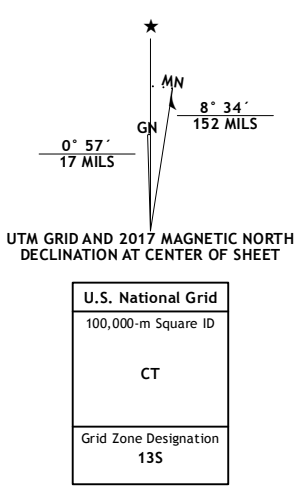 ★
MN
GN
8° 34´
152 MILS
0° 57´
17 MILS
UTM GRID AND 2017 MAGNETIC NORTH
DECLINATION AT CENTER OF SHEET
U.S. National Grid
100,000-m Square ID
CT
Grid Zone Designation
13S